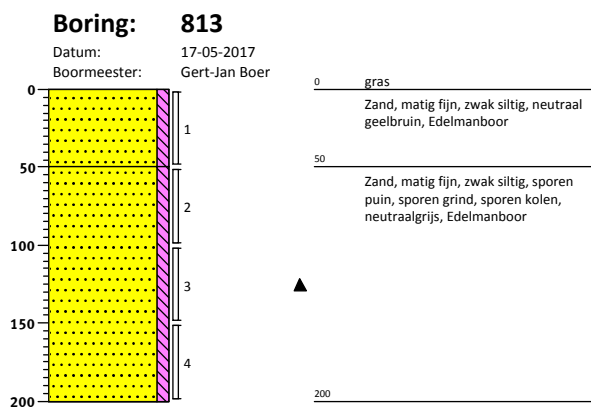 Boring: 813
Datum: 17-05-2017
Boormeester: Gert-Jan Boer
0
50
100
150
200
1
2
3
4
0 gras
Zand, matig fijn, zwak siltig, neutraal
geelbruin, Edelmanboor
50
Zand, matig fijn, zwak siltig, sporen
puin, sporen grind, sporen kolen,
neutraalgrijs, Edelmanboor
200